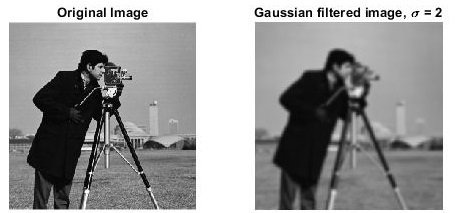 Original Image
Gaussian filtered image, σ = 2